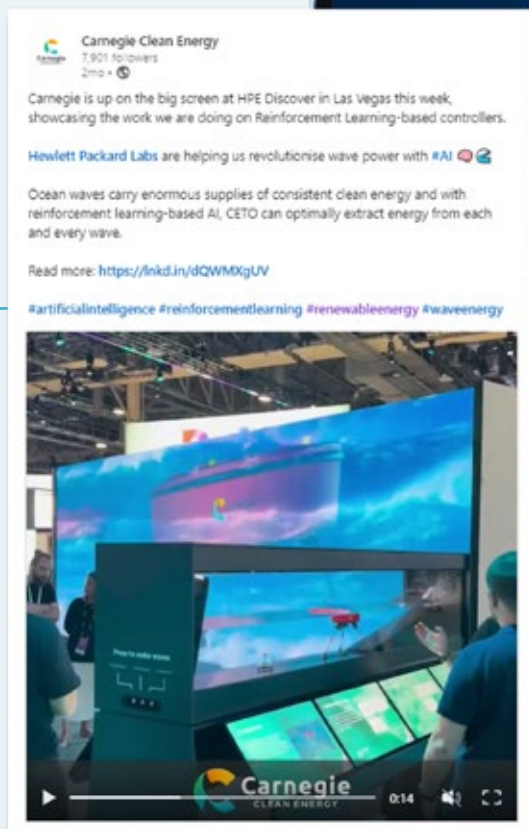 Carnegie Clean Energy
7,901 followers
2mo •
Carnegie is up on the big screen at HPE Discover in Las Vegas this week,
showcasing the work we are doing on Reinforcement Learning-based controllers.
Hewlett Packard Labs are helping us revolutionise wave power with #AI 🧠🌊
Ocean waves carry enormous supplies of consistent clean energy and with
reinforcement learning-based AI, CETO can optimally extract energy from each
and every wave.
Read more: https://lnkd.in/dQWMXgUV
#artificialintelligence #reinforcementlearning #renewableenergy #waveenergy
Press to make waves
Carnegie
CLEAN ENERGY
0:14